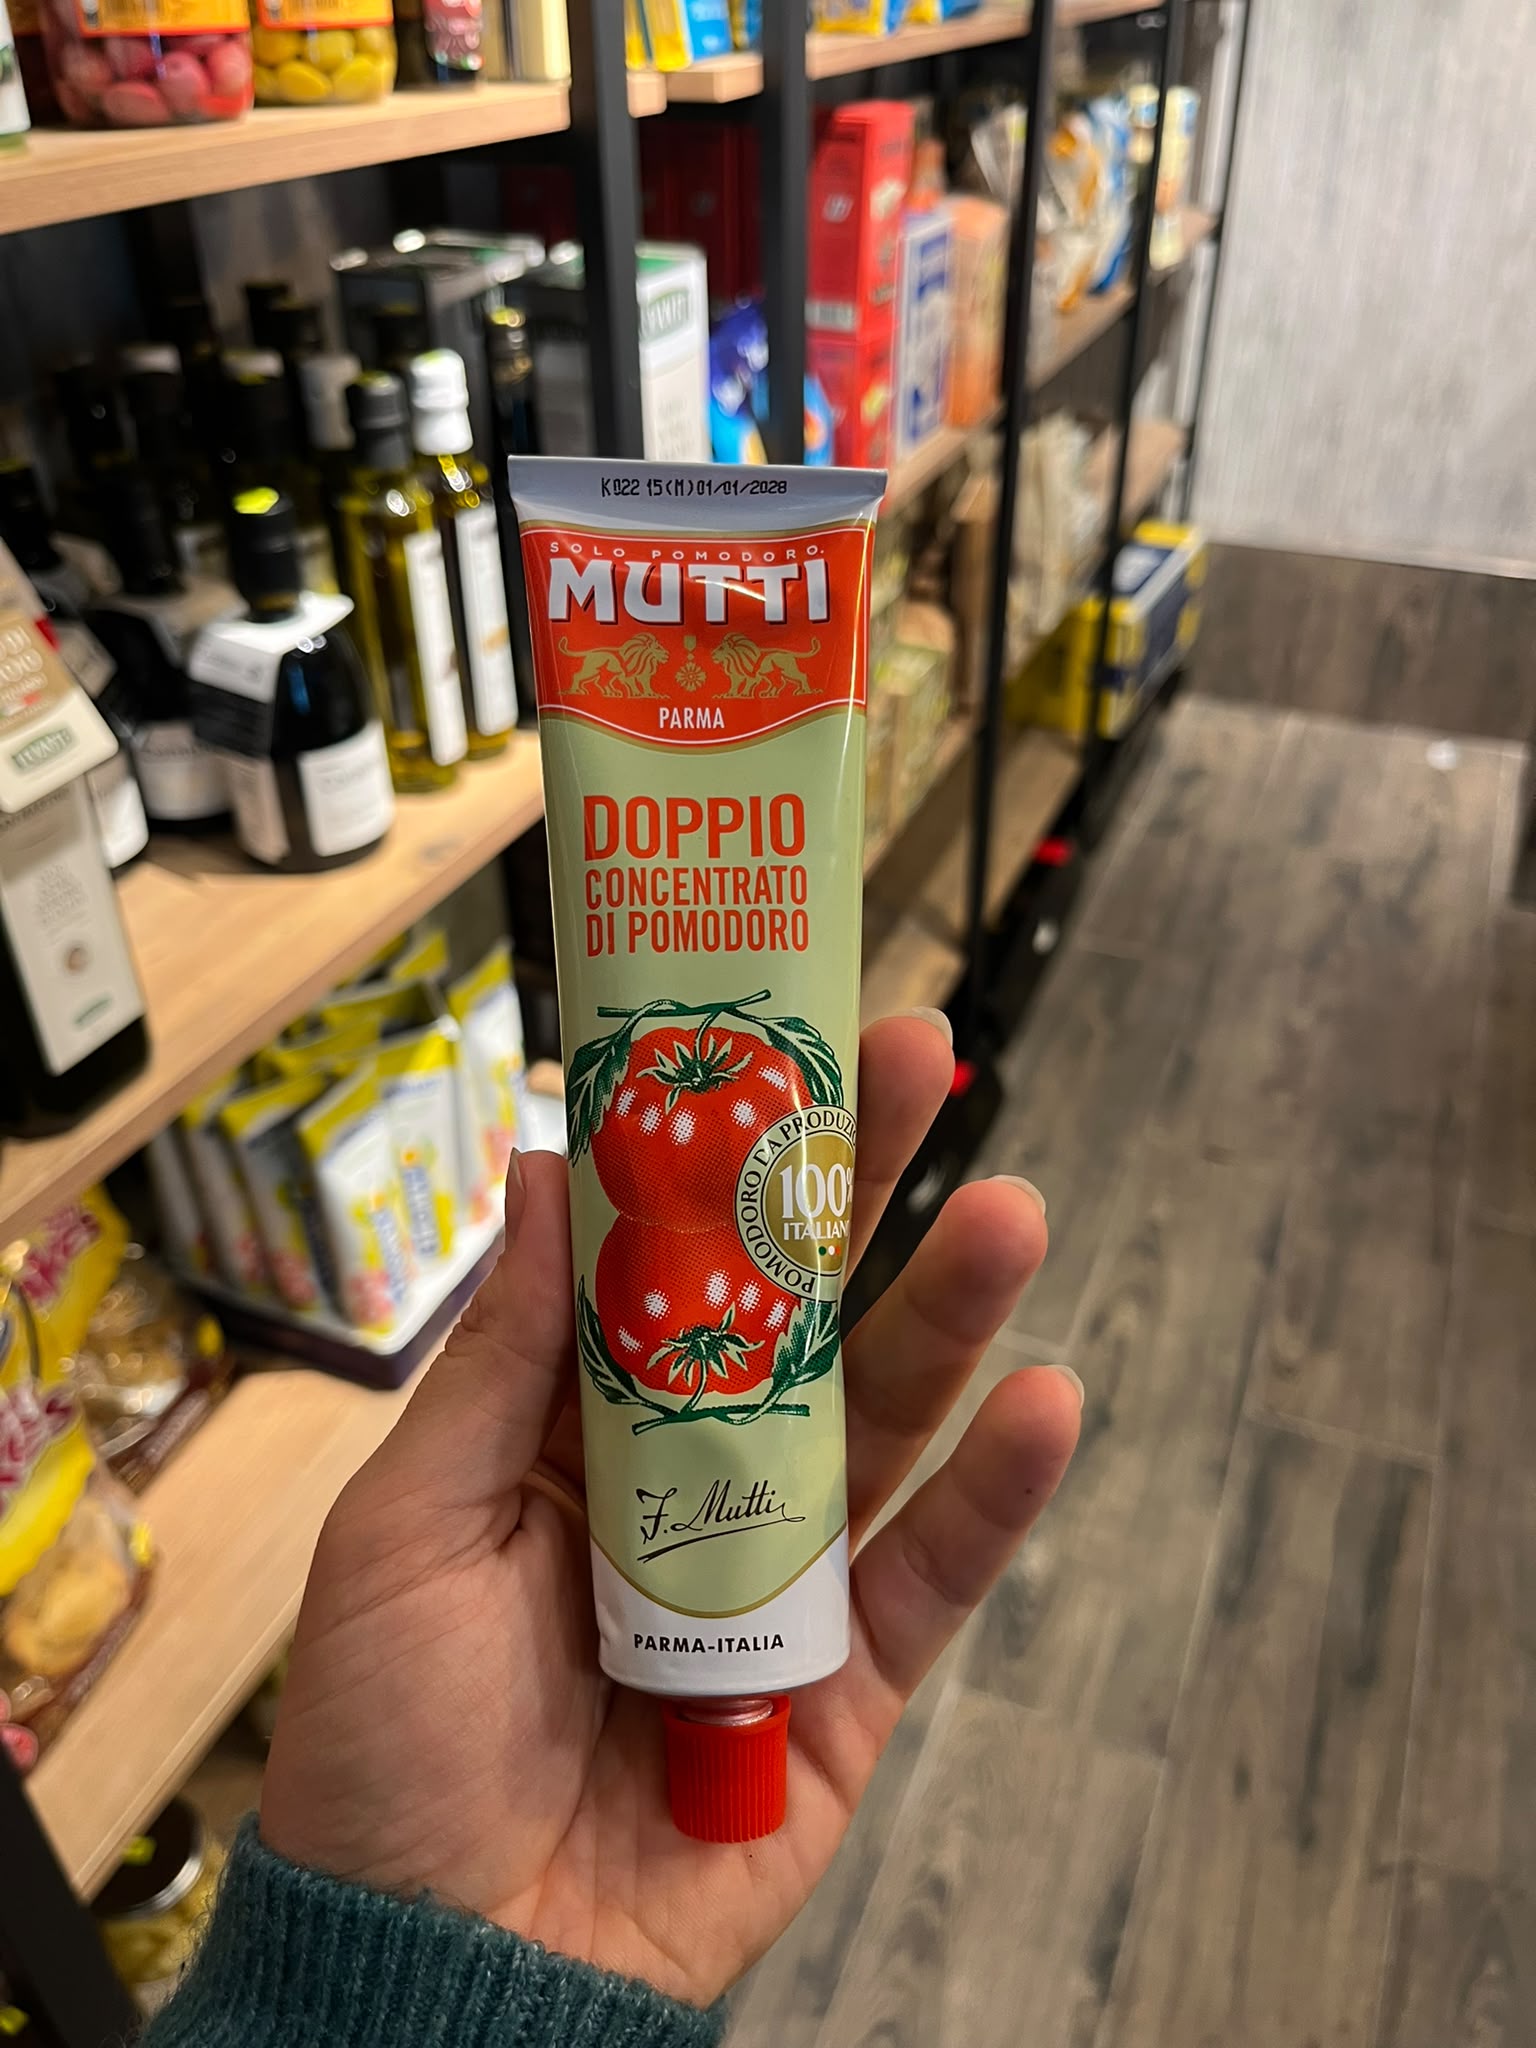 K022 15(M)01/01/2028
SOLO POMODORO.
MUTTI
PARMA
DOPPIO
CONCENTRATO
DI POMODORO
POMODORO DA PRODUZI
100%
ITALIAN
F. Mutti
PARMA-ITALIA